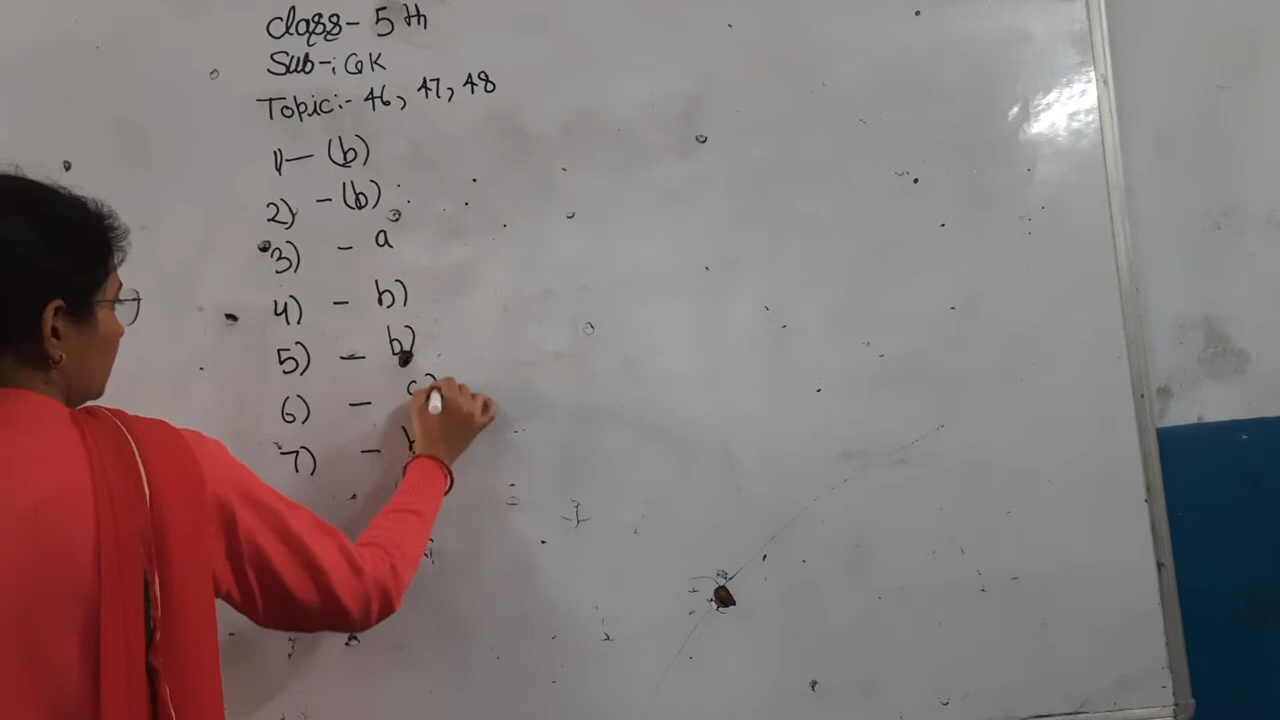 Class- 5th
Sub-: GK
Topic:- 46, 47, 48
1 — (b)
2) - (b)
3) - a
4) - b)
5) - b)
6) -
7) -